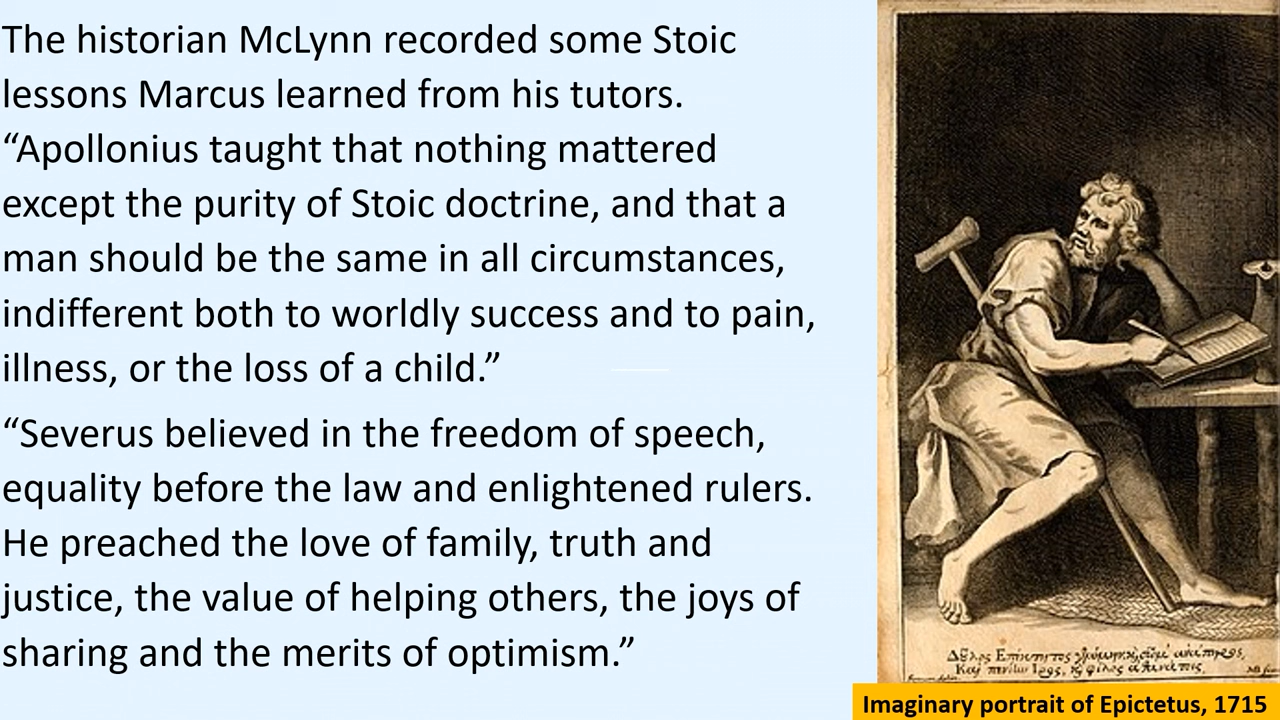 The historian McLynn recorded some Stoic
lessons Marcus learned from his tutors.
“Apollonius taught that nothing mattered
except the purity of Stoic doctrine, and that a
man should be the same in all circumstances,
indifferent both to worldly success and to pain,
illness, or the loss of a child.”
“Severus believed in the freedom of speech,
equality before the law and enlightened rulers.
He preached the love of family, truth and
justice, the value of helping others, the joys of
sharing and the merits of optimism.”
Imaginary portrait of Epictetus, 1715